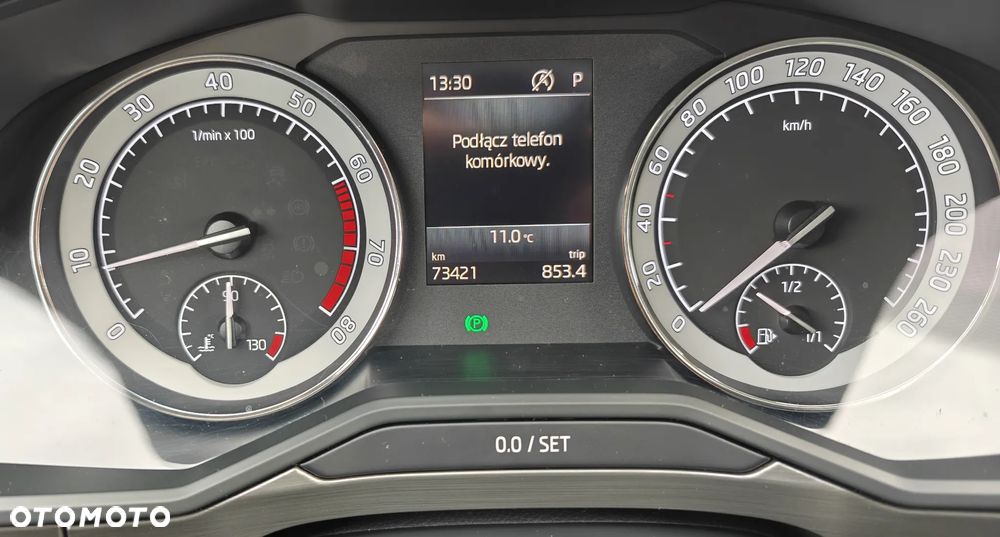 0
10
20
30
40
50
60
70
80
1/min x 100
90
130
°C
13:30 P
Podłącz telefon
komórkowy.
11.0 °C
km trip
73421 853.4
P
0
20
40
60
80
100
120
140
160
180
200
230
260
km/h
1/2
1/1
0.0 / SET
OTOMOTO